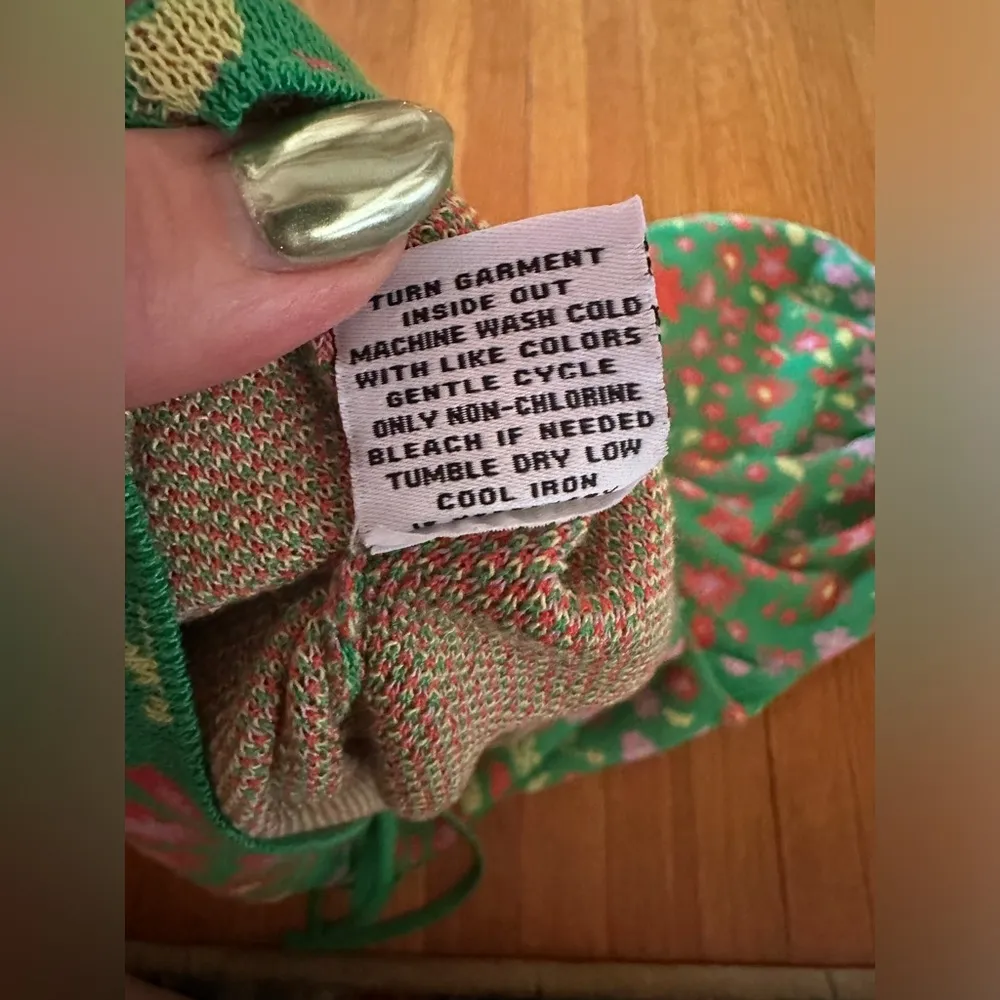 TURN GARMENT
INSIDE OUT
MACHINE WASH COLD
WITH LIKE COLORS
GENTLE CYCLE
ONLY NON-CHLORINE
BLEACH IF NEEDED
TUMBLE DRY LOW
COOL IRON